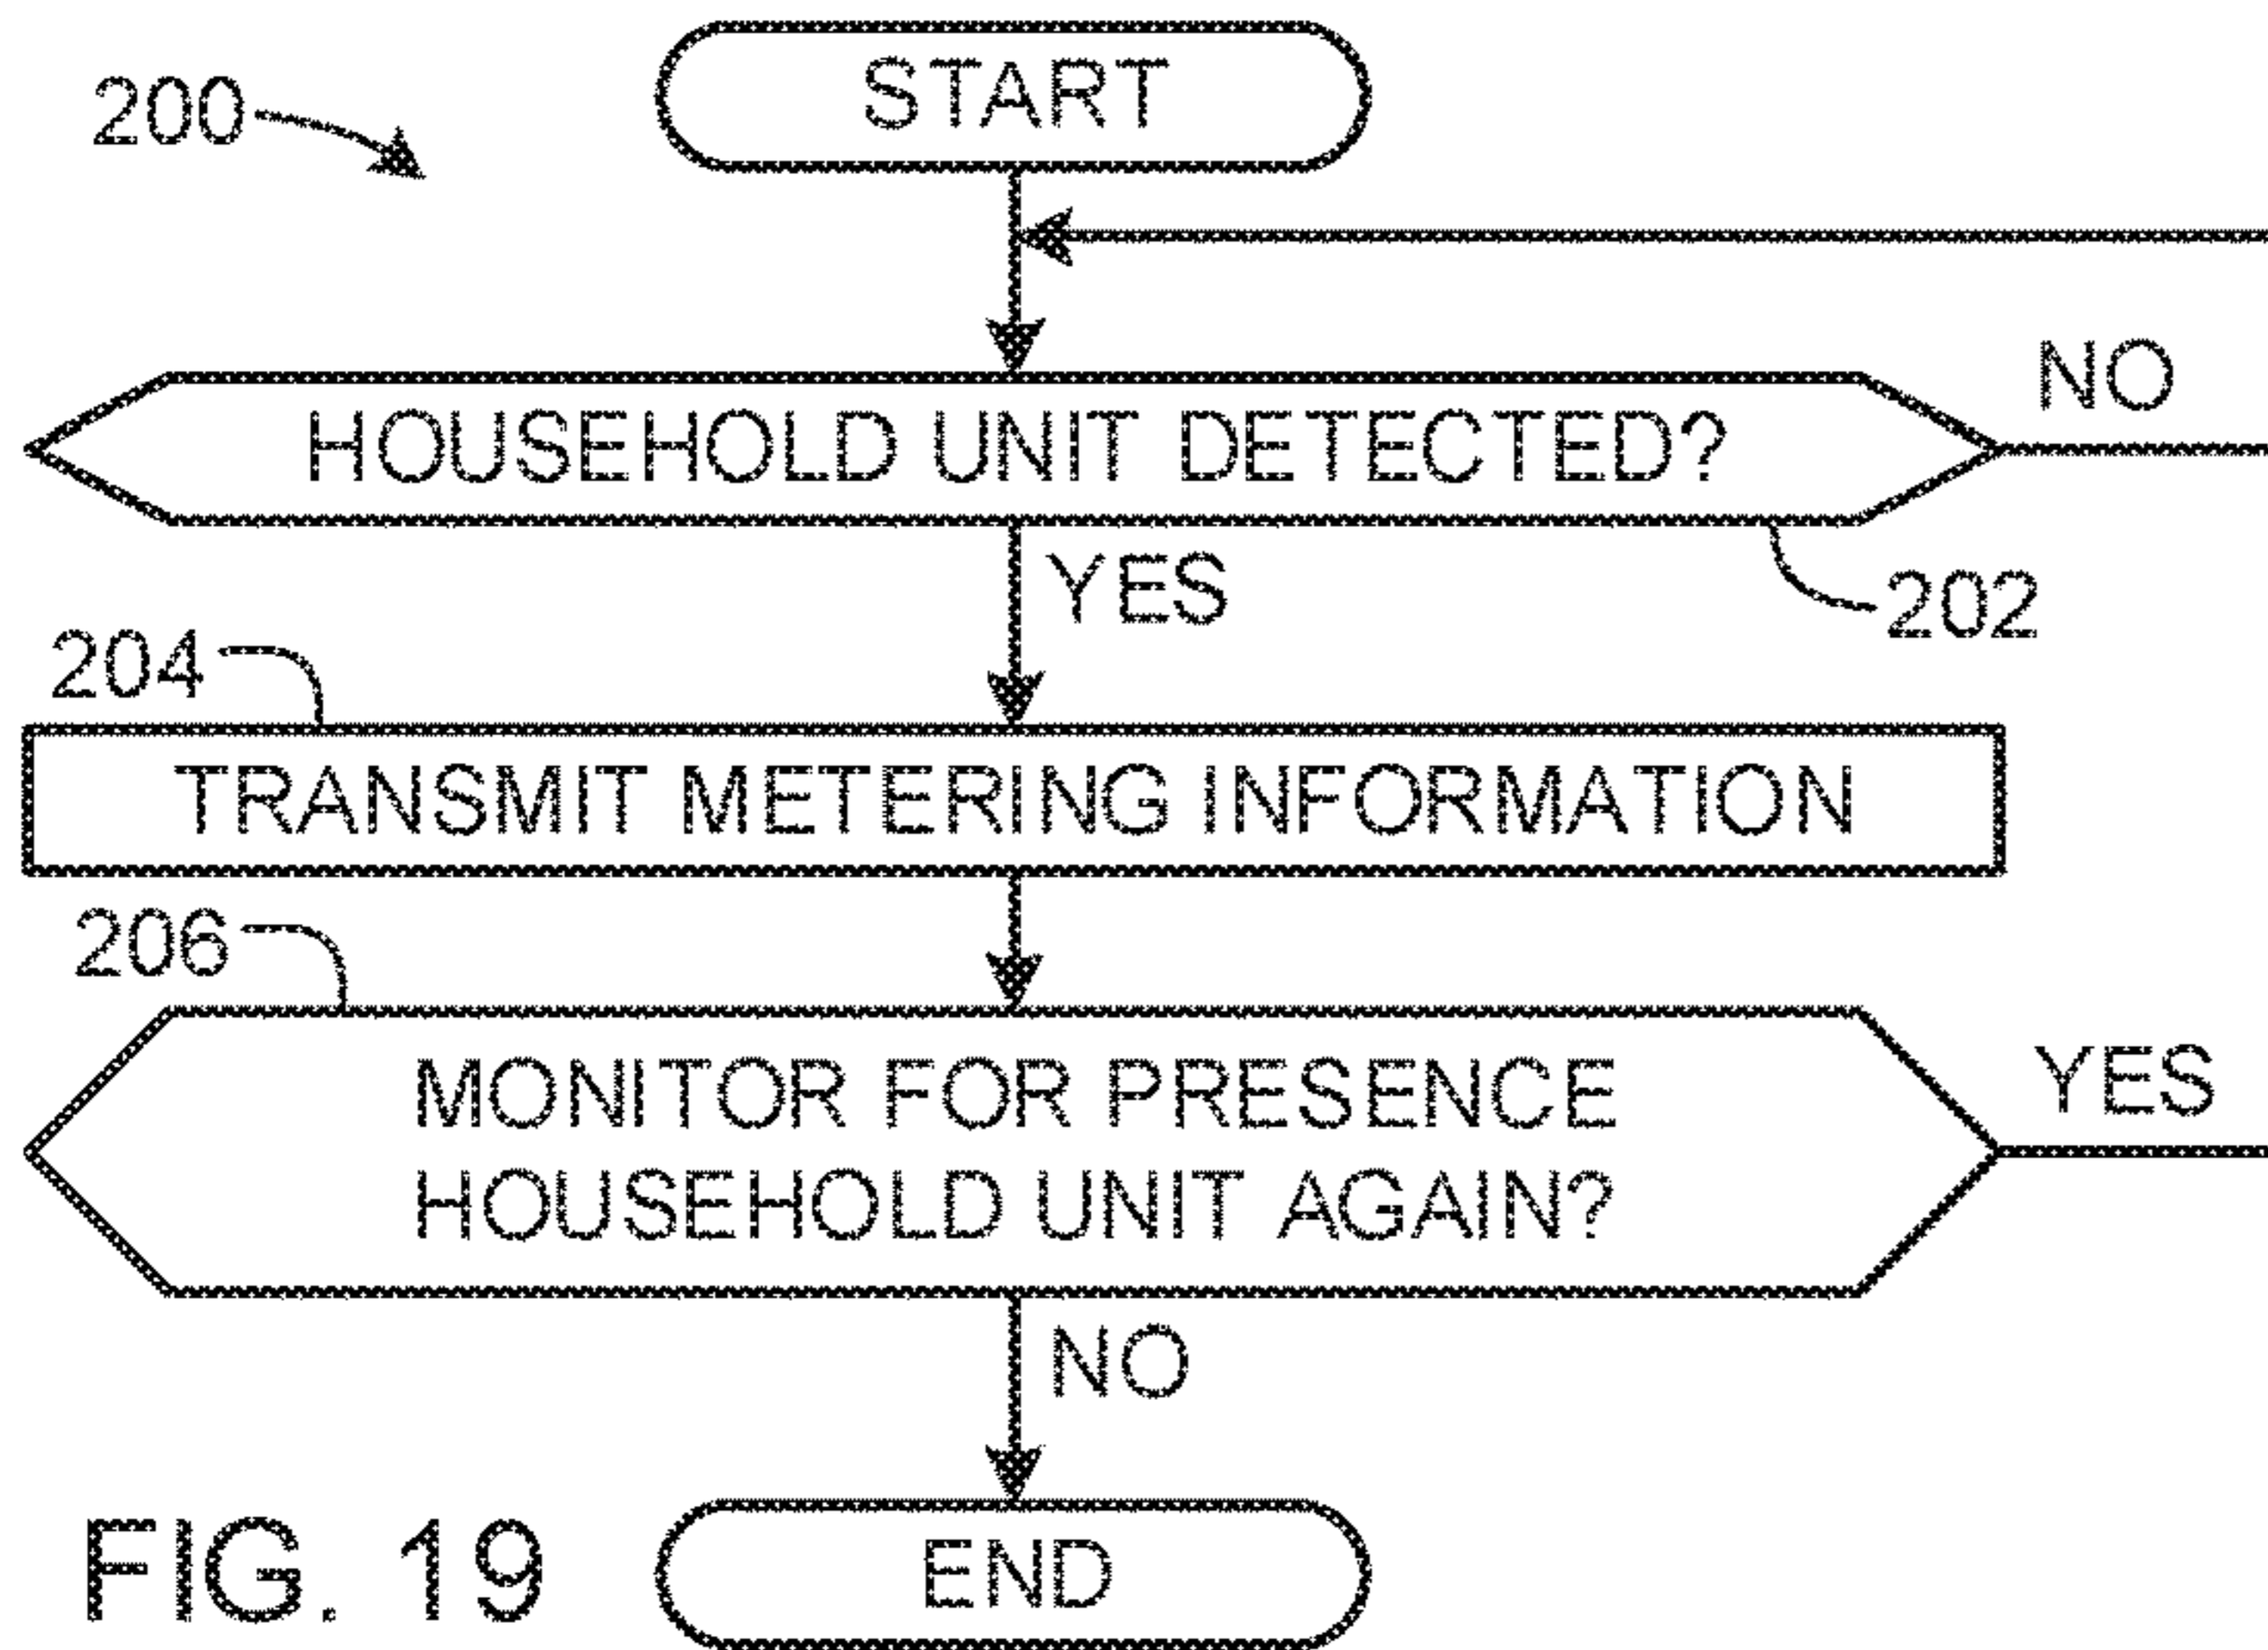 200
START
HOUSEHOLD UNIT DETECTED?
NO
YES
202
204
TRANSMIT METERING INFORMATION
206
MONITOR FOR PRESENCE
HOUSEHOLD UNIT AGAIN?
YES
NO
FIG. 19
END